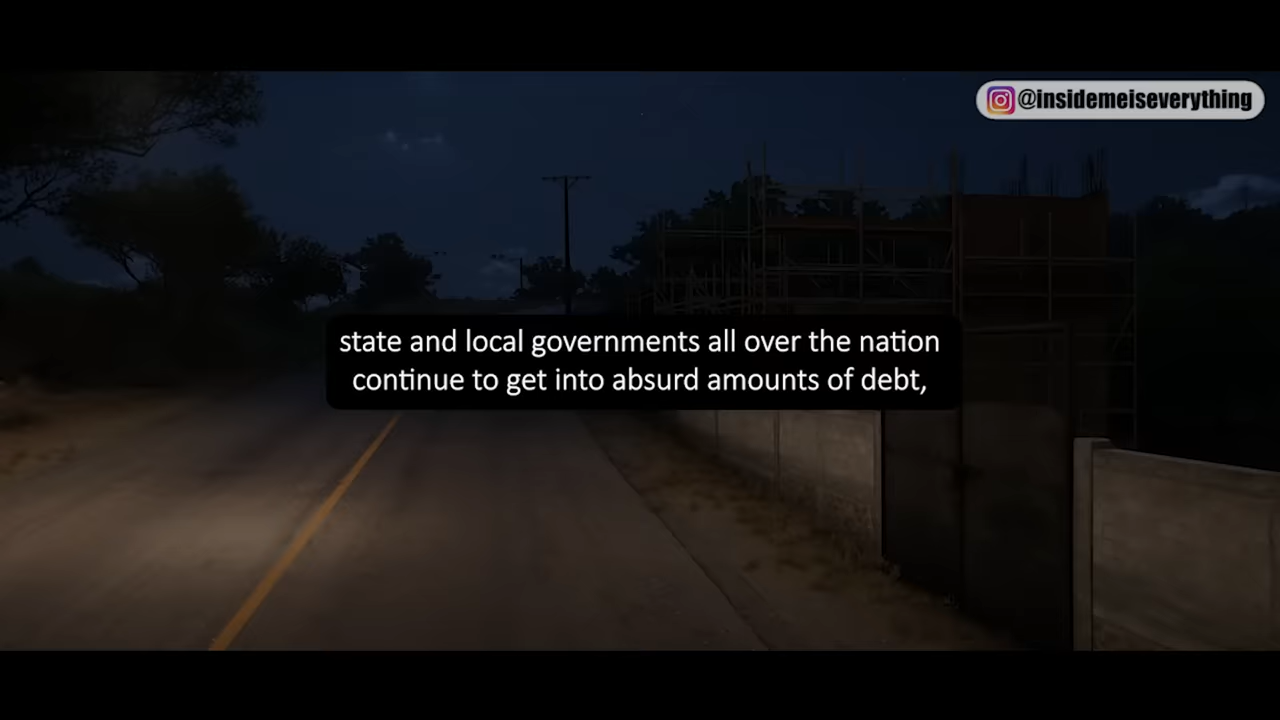 @insidemeiseverything
state and local governments all over the nation
continue to get into absurd amounts of debt,